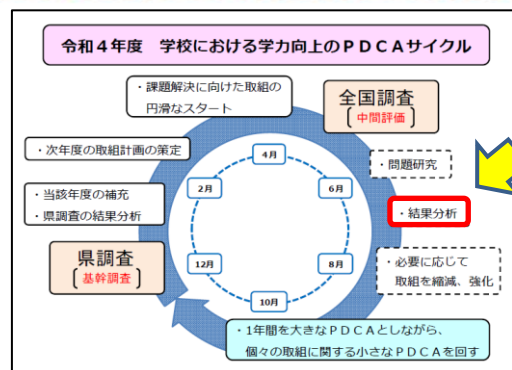 令和４年度　学校における学力向上のＰＤＣＡサイクル
・課題解決に向けた取組の
円滑なスタート
全国調査
［中間評価］
・次年度の取組計画の策定
4月
・問題研究
・当該年度の補充
・県調査の結果分析
2月
6月
・結果分析
県調査
［基幹調査］
12月
8月
・必要に応じて
取組を縮減、強化
10月
・1年間を大きなＰＤＣＡとしながら、
個々の取組に関する小さなＰＤＣＡを回す